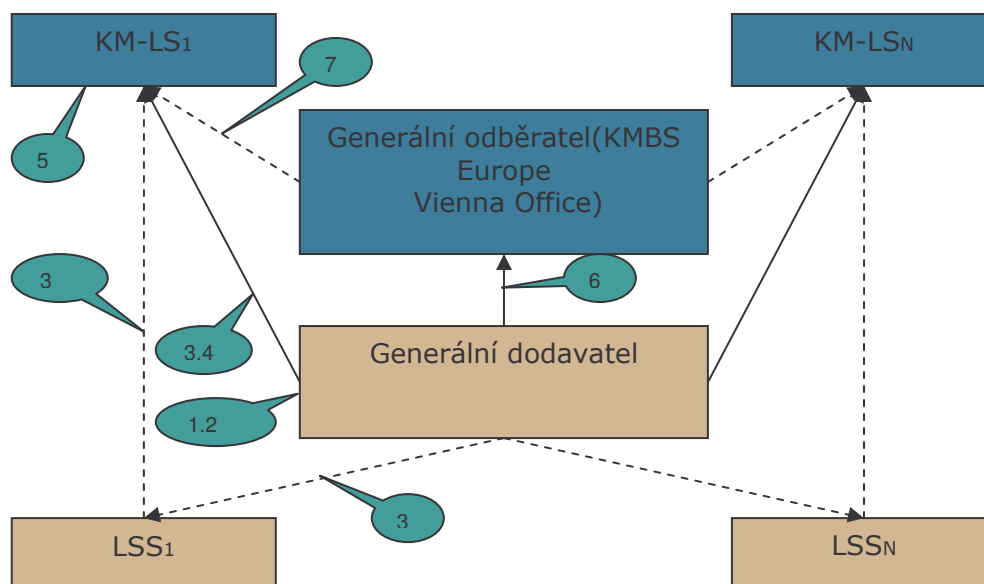 KM-LS1
KM-LSN
7
Generální odběratel(KMBS
Europe
Vienna Office)
5
3
6
3.4
Generální dodavatel
1.2
3
LSS1
LSSN